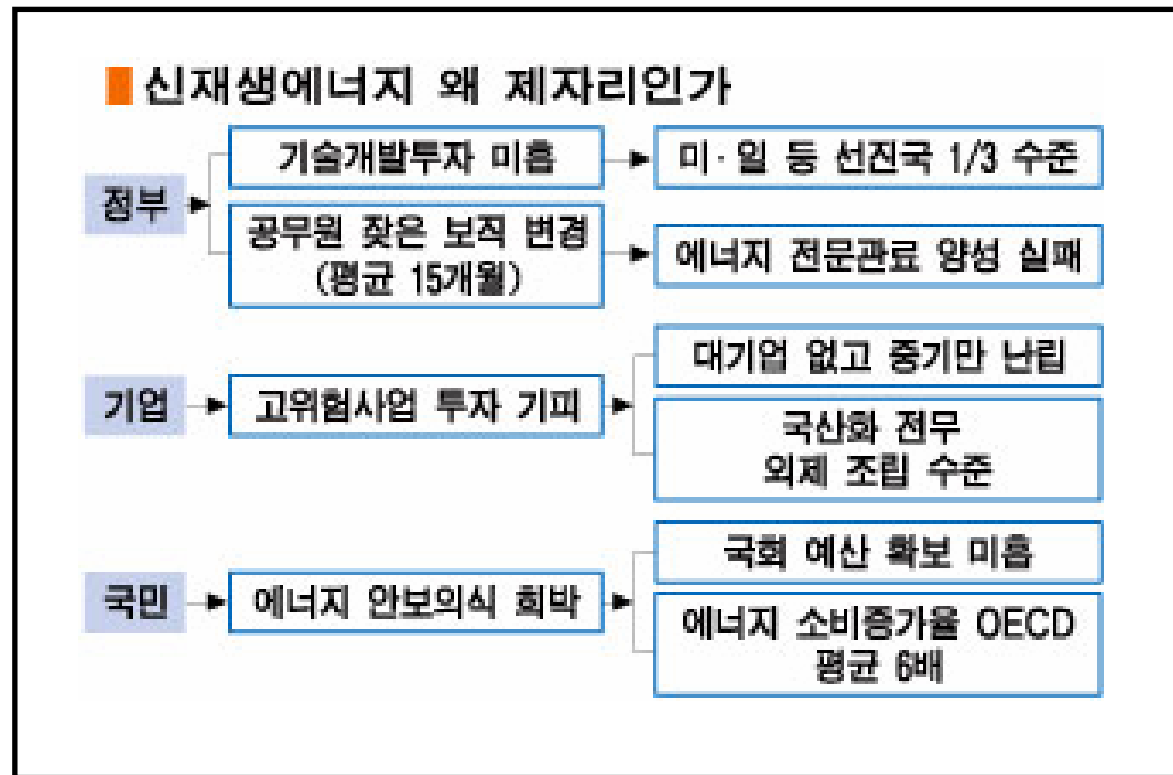 신재생에너지 왜 제자리인가
정부
기술개발투자 미흡
미·일 등 선진국 1/3 수준
공무원 잦은 보직 변경
(평균 15개월)
에너지 전문관료 양성 실패
기업
고위험사업 투자 기피
대기업 없고 중기만 난립
국산화 전무
외제 조립 수준
국민
에너지 안보의식 희박
국회 예산 확보 미흡
에너지 소비증가율 OECD
평균 6배